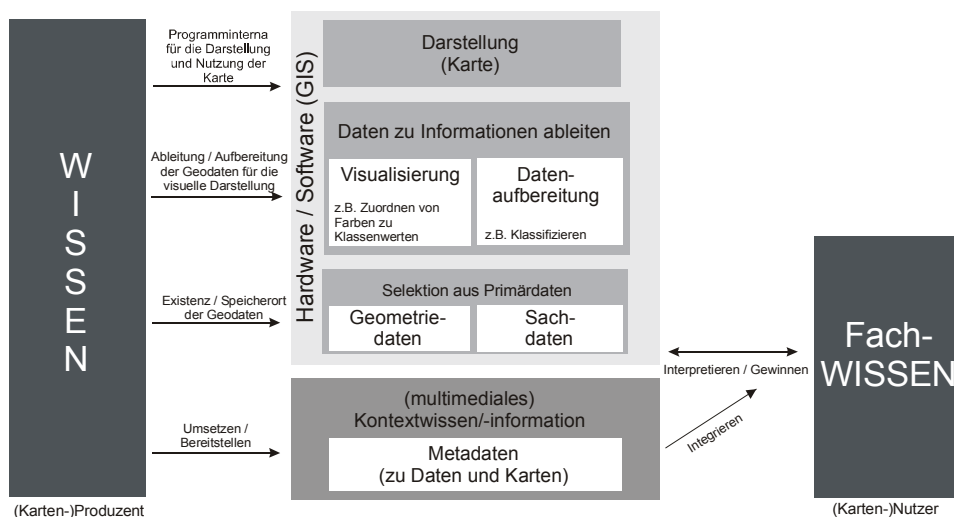 Programminterna
für die Darstellung
und Nutzung der
Karte
Ableitung / Aufbereitung
der Geodaten für die
visuelle Darstellung
Existenz / Speicherort
der Geodaten
Umsetzen /
Bereitstellen
WISSEN
(Karten-)Produzent
Hardware / Software (GIS)
Darstellung
(Karte)
Daten zu Informationen ableiten
Visualisierung
z.B. Zuordnen von
Farben zu
Klassenwerten
Daten-
aufbereitung
z.B. Klassifizieren
Selektion aus Primärdaten
Geometrie-
daten
Sach-
daten
(multimediales)
Kontextwissen/-information
Metadaten
(zu Daten und Karten)
Interpretieren / Gewinnen
Integrieren
Fach-
WISSEN
(Karten-)Nutzer